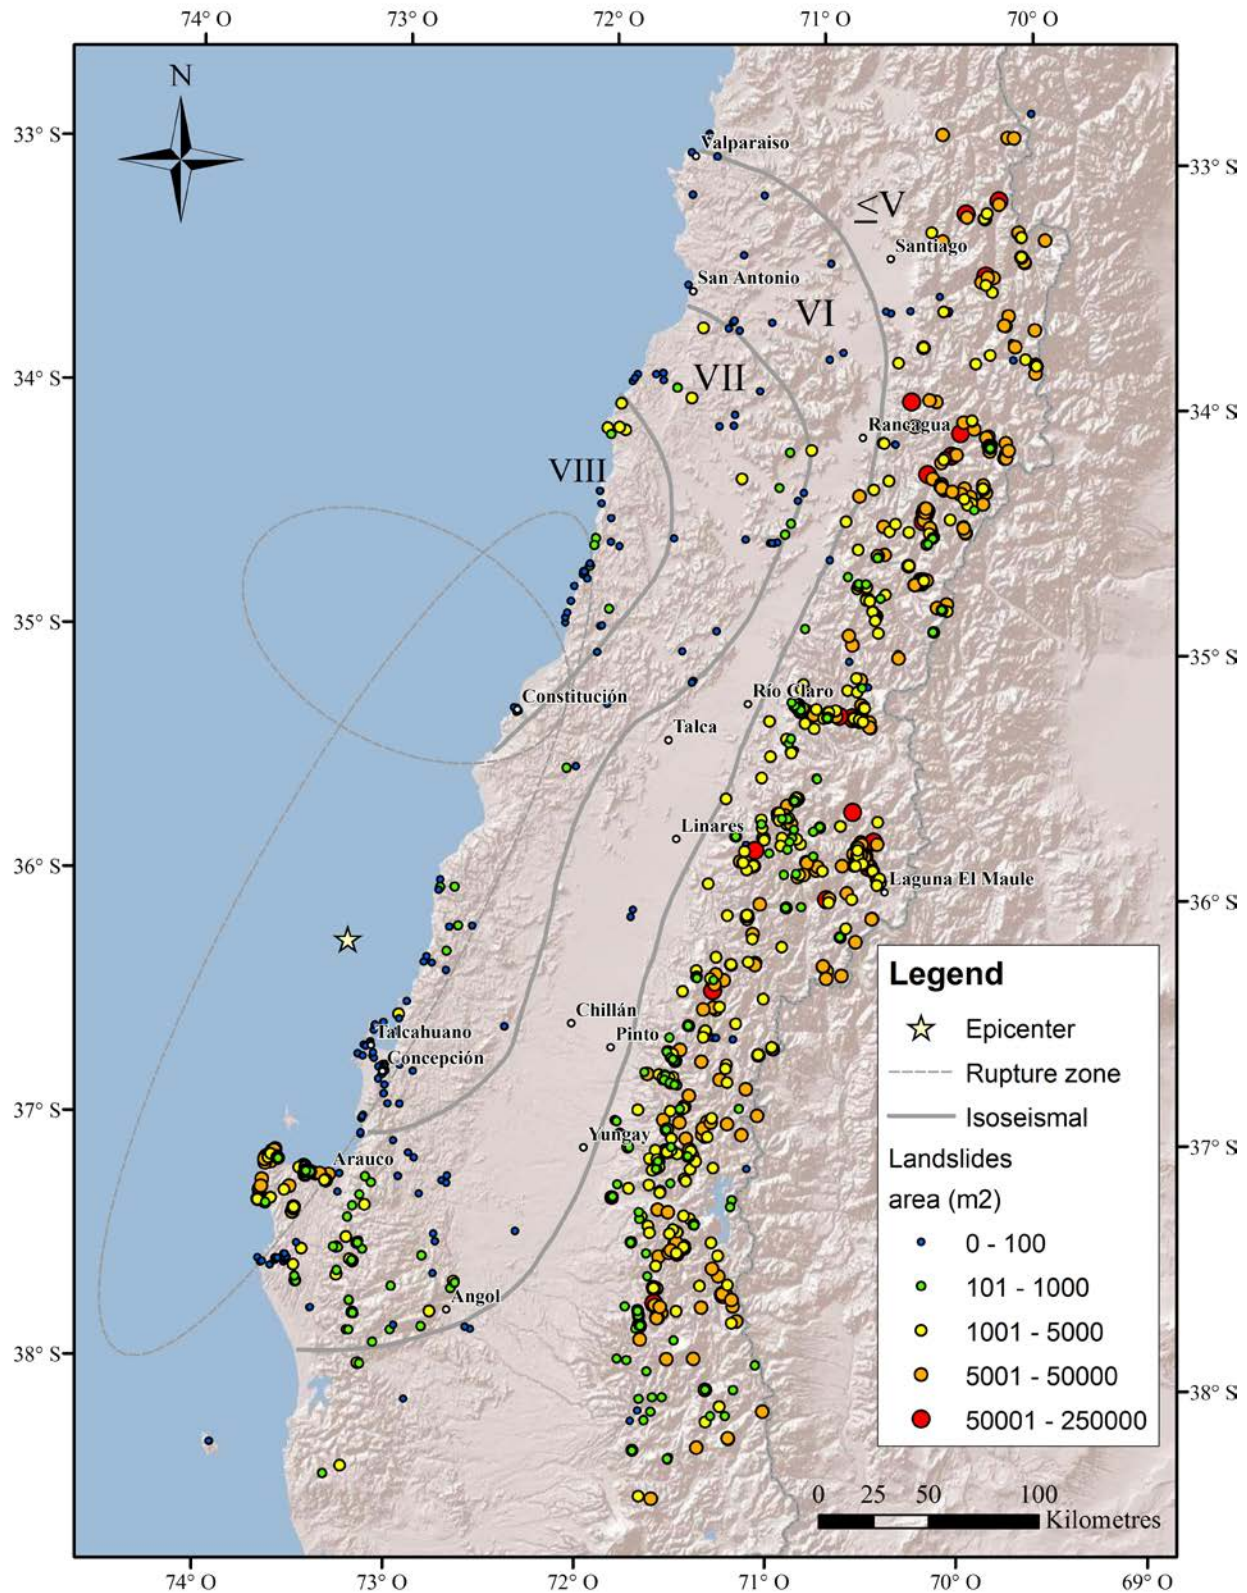 74° O 73° O 72° O 71° O 70° O
N
33° S
33° S
Valparaiso
≤V
Santiago
San Antonio
VI
34° S
VII
34° S
Rancagua
VIII
35° S
35° S
Río Claro
Constitución
Talca
Linares
36° S
Laguna El Maule
36° S
Chillán
Talcahuano
Pinto
Concepción
37° S
Yungay
37° S
Arauco
Angol
38° S
38° S
Legend
Epicenter
Rupture zone
Isoseismal
Landslides
area (m2)
0 - 100
101 - 1000
1001 - 5000
5001 - 50000
50001 - 250000
0 25 50 100
Kilometres
74° O 73° O 72° O 71° O 70° O 69° O